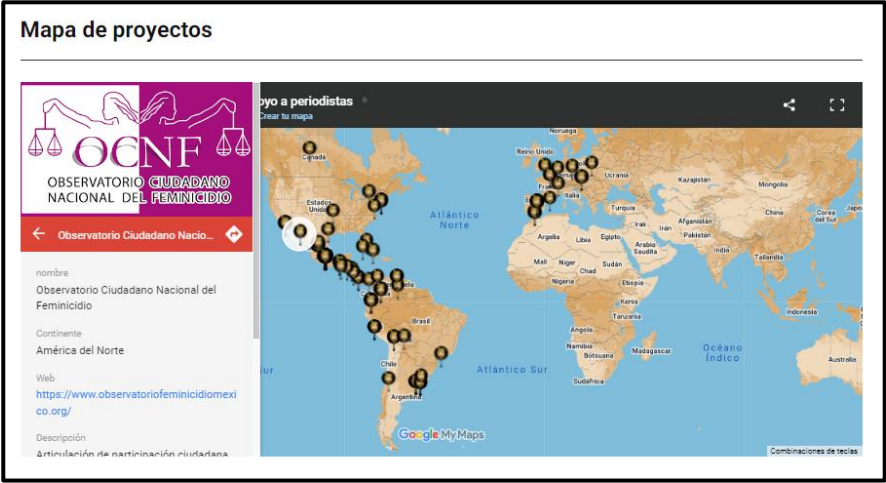 Mapa de proyectos
OCNF
OBSERVATORIO CIUDADANO
NACIONAL DEL FEMINICIDIO
Observatorio Ciudadano Nacio...
nombre
Observatorio Ciudadano Nacional del
Feminicidio
Continente
América del Norte
Web
https://www.observatoriofeminicidiomexi
co.org/
Descripción
Articulación de participación ciudadana
oyo a periodistas
Crear tu mapa
Noruega
Canadá
Reino Unido
Ucrania
Kazajistán
Mongolia
Italia
Estados
Unidos
Atlántico
Norte
Turquía
China
Corea
del Sur
Irak
Irán
Afganistán
Pakistán
Argelia
Libia
Egipto
Arabia
Saudita
India
Tailandia
Malí
Níger
Sudán
Chad
Nigeria
Etiopía
Kenia
Indonesia
Brasil
Tanzania
Angola
Namibia
Botsuana
Madagascar
Océano
Índico
Australia
Chile
Atlántico Sur
Sudáfrica
Argentina
Google My Maps
Combinaciones de teclas